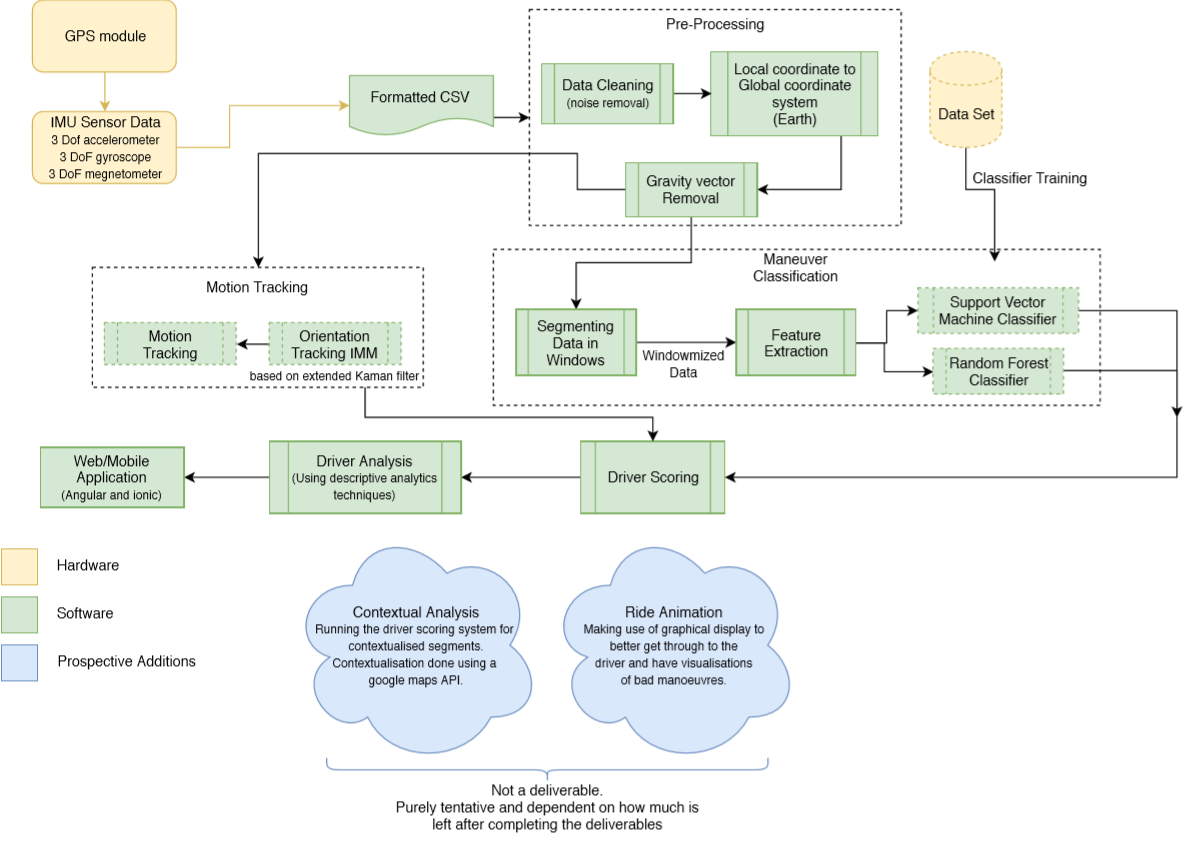 GPS module
IMU Sensor Data
3 Dof accelerometer
3 DoF gyroscope
3 DoF megnetometer
Formatted CSV
Pre-Processing
Data Cleaning
(noise removal)
Local coordinate to
Global coordinate
system
(Earth)
Gravity vector
Removal
Data Set
Classifier Training
Motion Tracking
Motion
Tracking
Orientation
Tracking IMM
based on extended Kaman filter
Maneuver
Classification
Segmenting
Data in
Windows
Windowmized
Data
Feature
Extraction
Support Vector
Machine Classifier
Random Forest
Classifier
Web/Mobile
Application
(Angular and ionic)
Driver Analysis
(Using descriptive analytics
techniques)
Driver Scoring
Hardware
Software
Prospective Additions
Contextual Analysis
Running the driver scoring system for
contextualised segments.
Contextualisation done using a
google maps API.
Ride Animation
Making use of graphical display to
better get through to the
driver and have visualisations
of bad manoeuvres.
Not a deliverable.
Purely tentative and dependent on how much is
left after completing the deliverables